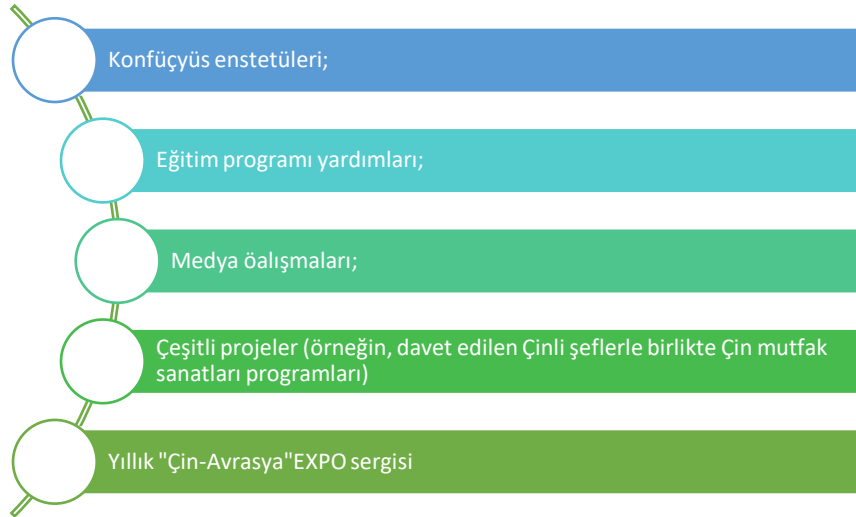 Konfüçyüs enstetüleri;
Eğitim programı yardımları;
Medya öalışmaları;
Çeşitli projeler (örneğin, davet edilen Çinli şeflerle birlikte Çin mutfak
sanatları programları)
Yıllık "Çin-Avrasya"EXPO sergisi